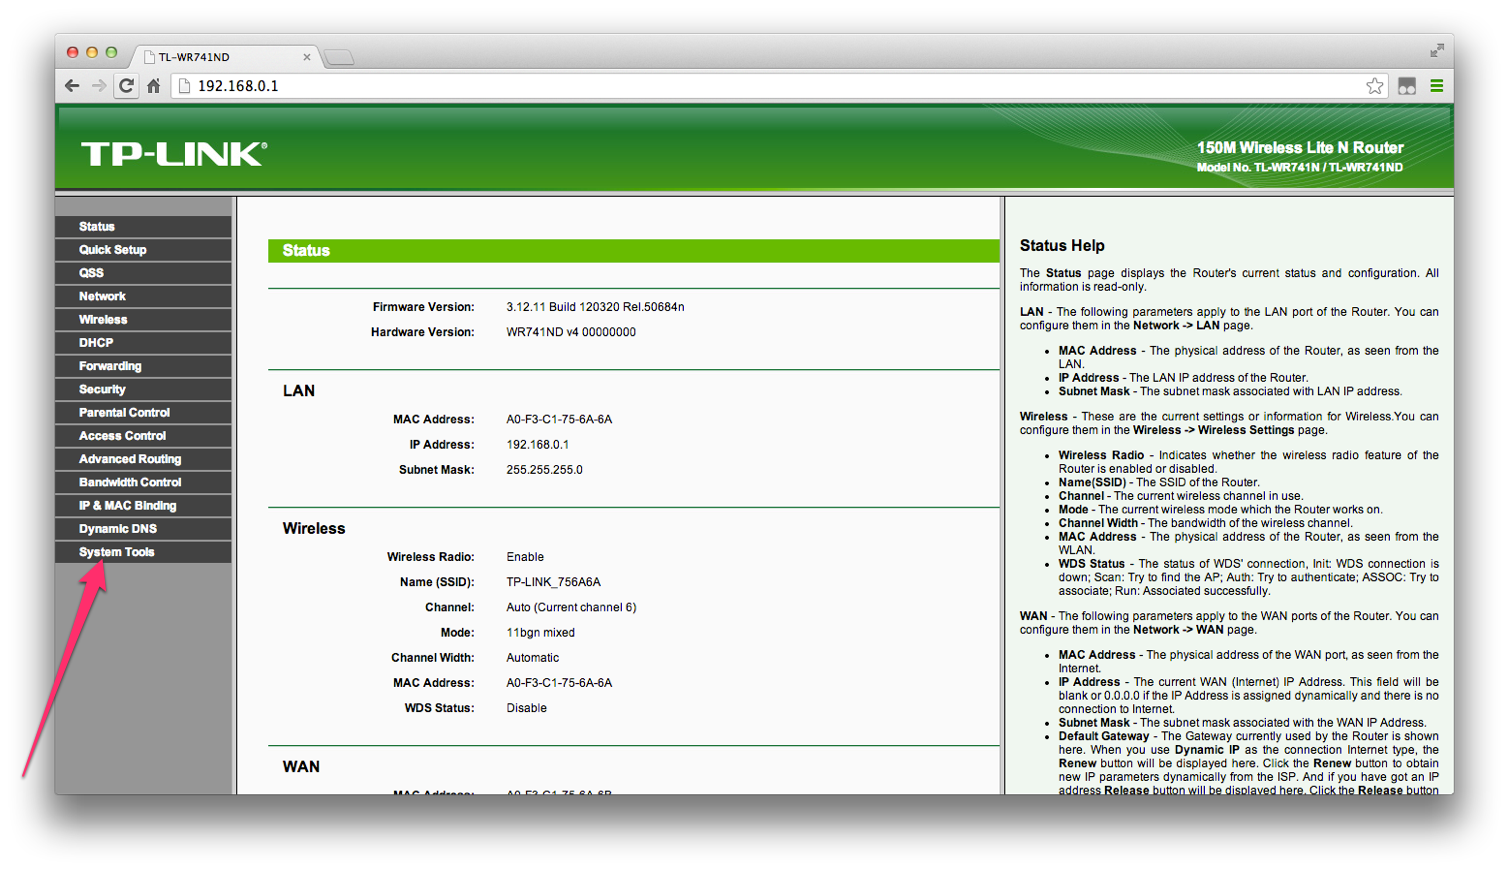 TL-WR741ND
192.168.0.1
TP-LINK®
150M Wireless Lite N Router
Model No. TL-WR741N / TL-WR741ND
Status
Quick Setup
QSS
Network
Wireless
DHCP
Forwarding
Security
Parental Control
Access Control
Advanced Routing
Bandwidth Control
IP & MAC Binding
Dynamic DNS
System Tools
Status
Firmware Version: 3.12.11 Build 120320 Rel.50684n
Hardware Version: WR741ND v4 00000000
LAN
MAC Address: A0-F3-C1-75-6A-6A
IP Address: 192.168.0.1
Subnet Mask: 255.255.255.0
Wireless
Wireless Radio: Enable
Name (SSID): TP-LINK_756A6A
Channel: Auto (Current channel 6)
Mode: 11bgn mixed
Channel Width: Automatic
MAC Address: A0-F3-C1-75-6A-6A
WDS Status: Disable
WAN
MAC Address: A0-F3-C1-75-6A-6B
Status Help
The Status page displays the Router's current status and configuration. All
information is read-only.
LAN - The following parameters apply to the LAN port of the Router. You can
configure them in the Network -> LAN page.
• MAC Address - The physical address of the Router, as seen from the
LAN.
• IP Address - The LAN IP address of the Router.
• Subnet Mask - The subnet mask associated with LAN IP address.
Wireless - These are the current settings or information for Wireless.You can
configure them in the Wireless -> Wireless Settings page.
• Wireless Radio - Indicates whether the wireless radio feature of the
Router is enabled or disabled.
• Name(SSID) - The SSID of the Router.
• Channel - The current wireless channel in use.
• Mode - The current wireless mode which the Router works on.
• Channel Width - The bandwidth of the wireless channel.
• MAC Address - The physical address of the Router, as seen from the
WLAN.
• WDS Status - The status of WDS' connection, Init: WDS connection is
down; Scan: Try to find the AP; Auth: Try to authenticate; ASSOC: Try to
associate; Run: Associated successfully.
WAN - The following parameters apply to the WAN ports of the Router. You can
configure them in the Network -> WAN page.
• MAC Address - The physical address of the WAN port, as seen from the
Internet.
• IP Address - The current WAN (Internet) IP Address. This field will be
blank or 0.0.0.0 if the IP Address is assigned dynamically and there is no
connection to Internet.
• Subnet Mask - The subnet mask associated with the WAN IP Address.
• Default Gateway - The Gateway currently used by the Router is shown
here. When you use Dynamic IP as the connection Internet type, the
Renew button will be displayed here. Click the Renew button to obtain
new IP parameters dynamically from the ISP. And if you have got an IP
address Release button will be displayed here. Click the Release button